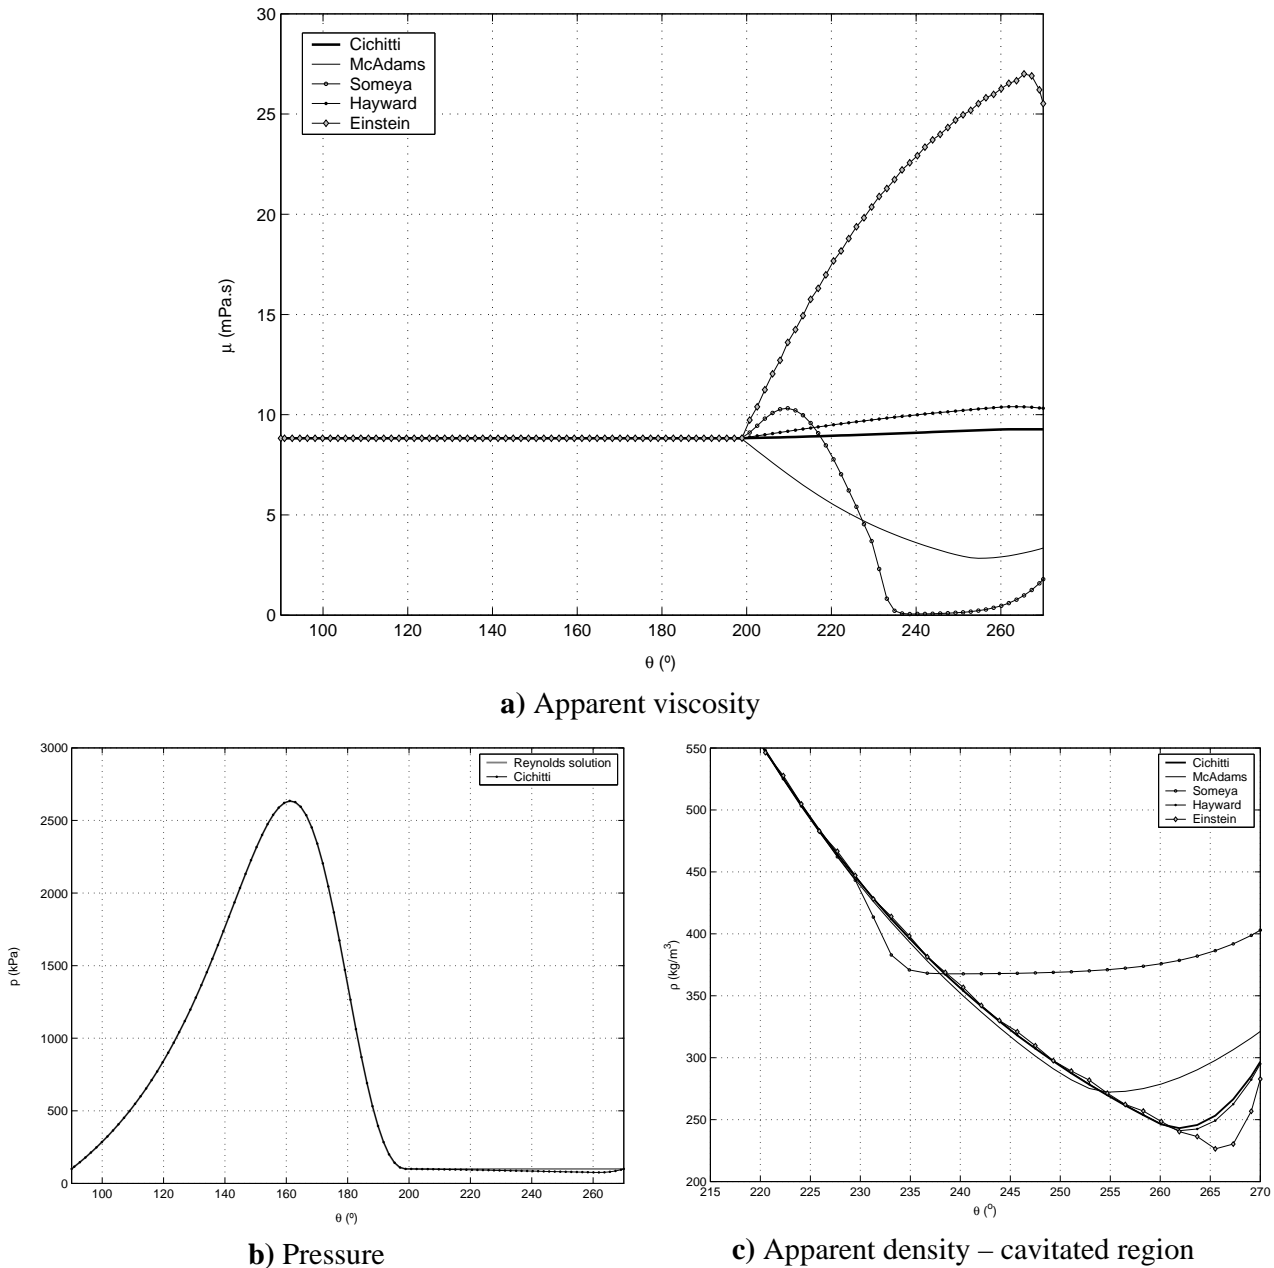 30
25
20
15
10
5
0
μ (mPa.s)
Cichitti
McAdams
Someya
Hayward
Einstein
100 120 140 160 180 200 220 240 260
θ (º)
a) Apparent viscosity
3000
2500
2000
1500
1000
500
0
p (kPa)
Reynolds solution
Cichitti
100 120 140 160 180 200 220 240 260
θ (º)
b) Pressure
550
500
450
400
350
300
250
200
ρ (kg/m³)
Cichitti
McAdams
Someya
Hayward
Einstein
215 220 225 230 235 240 245 250 255 260 265 270
θ (º)
c) Apparent density – cavitated region